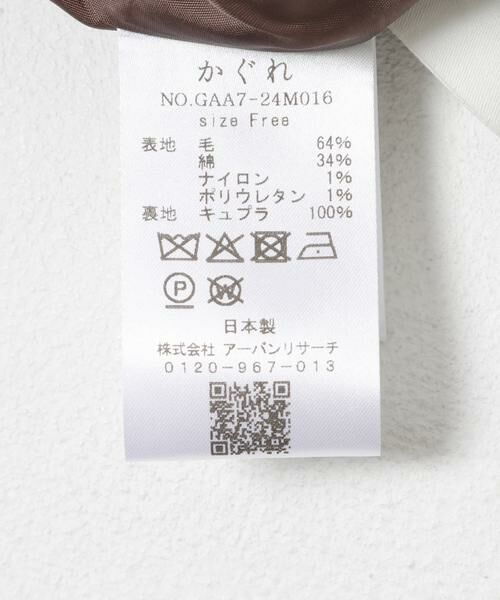 かぐれ
NO.GAA7-24M016
size Free
表地 毛 64%
綿 34%
ナイロン 1%
ポリウレタン 1%
裏地 キュプラ 100%
P W
日本製
株式会社 アーバンリサーチ
0120-967-013